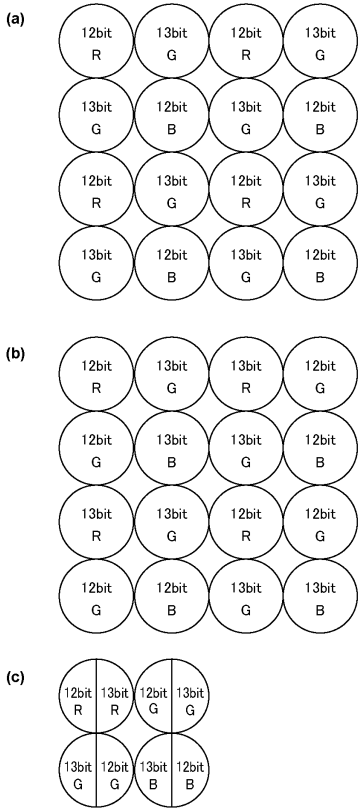 (a)
12bit 13bit 12bit 13bit
R G R G
13bit 12bit 13bit 12bit
G B G B
12bit 13bit 12bit 13bit
R G R G
13bit 12bit 13bit 12bit
G B G B
(b)
12bit 13bit 13bit 12bit
R G R G
12bit 13bit 13bit 12bit
G B G B
13bit 13bit 12bit 12bit
R G R G
12bit 12bit 13bit 13bit
G B G B
(c)
12bit 13bit 12bit 13bit
R R G G
13bit 12bit 13bit 12bit
G G B B